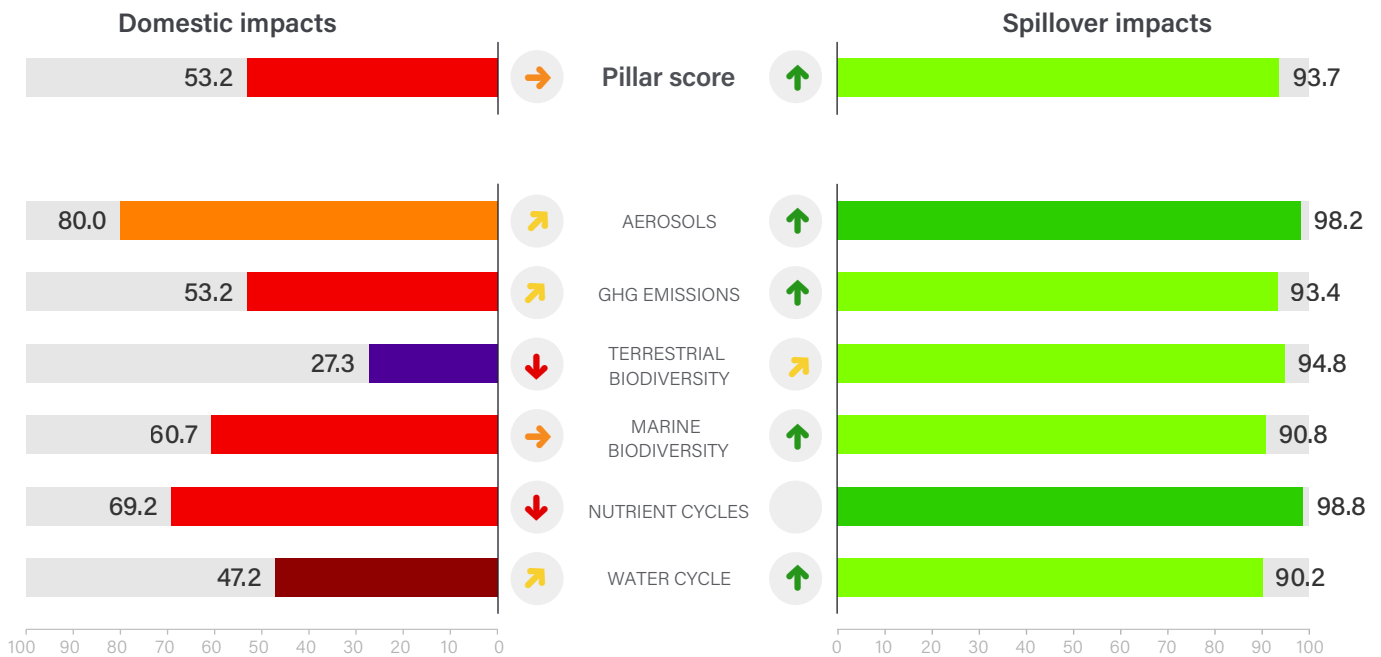 Domestic impacts
Spillover impacts
53.2
Pillar score
93.7
80.0
AEROSOLS
98.2
53.2
GHG EMISSIONS
93.4
27.3
TERRESTRIAL
BIODIVERSITY
94.8
60.7
MARINE
BIODIVERSITY
90.8
69.2
NUTRIENT CYCLES
98.8
47.2
WATER CYCLE
90.2
100 90 80 70 60 50 40 30 20 10 0
0 10 20 30 40 50 60 70 80 90 100